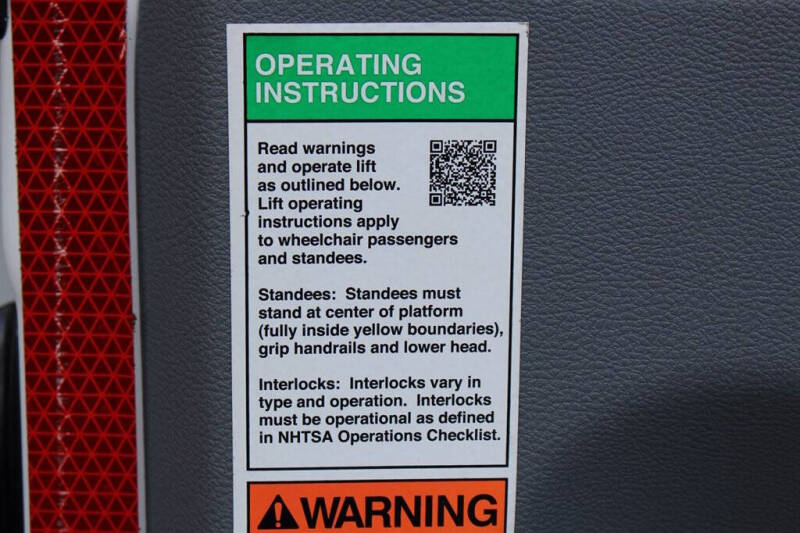 OPERATING
INSTRUCTIONS
Read warnings
and operate lift
as outlined below.
Lift operating
instructions apply
to wheelchair passengers
and standees.
Standees: Standees must
stand at center of platform
(fully inside yellow boundaries),
grip handrails and lower head.
Interlocks: Interlocks vary in
type and operation. Interlocks
must be operational as defined
in NHTSA Operations Checklist.
WARNING